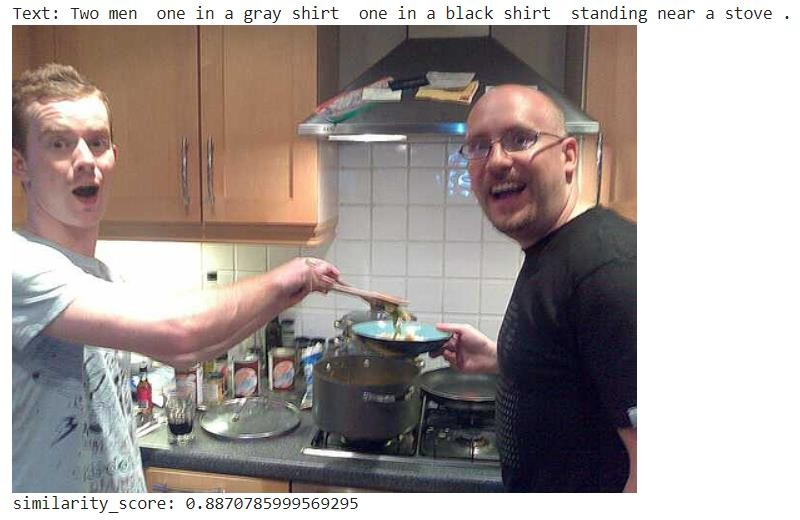 Text: Two men  one in a gray shirt  one in a black shirt  standing near a stove .
similarity_score: 0.8870785999569295